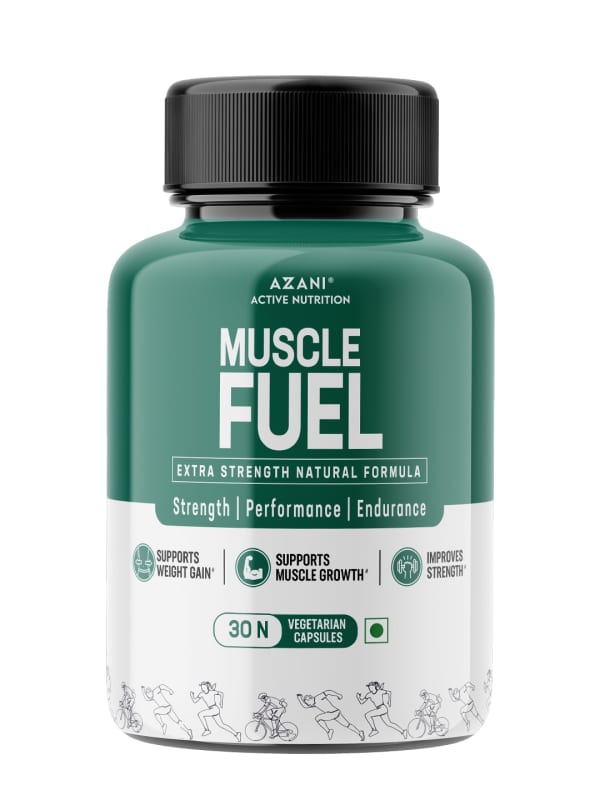 AZANI®
ACTIVE NUTRITION
MUSCLE
FUEL
EXTRA STRENGTH NATURAL FORMULA
Strength | Performance | Endurance
SUPPORTS
WEIGHT GAIN#
SUPPORTS
MUSCLE GROWTH#
IMPROVES
STRENGTH#
30 N
VEGETARIAN
CAPSULES